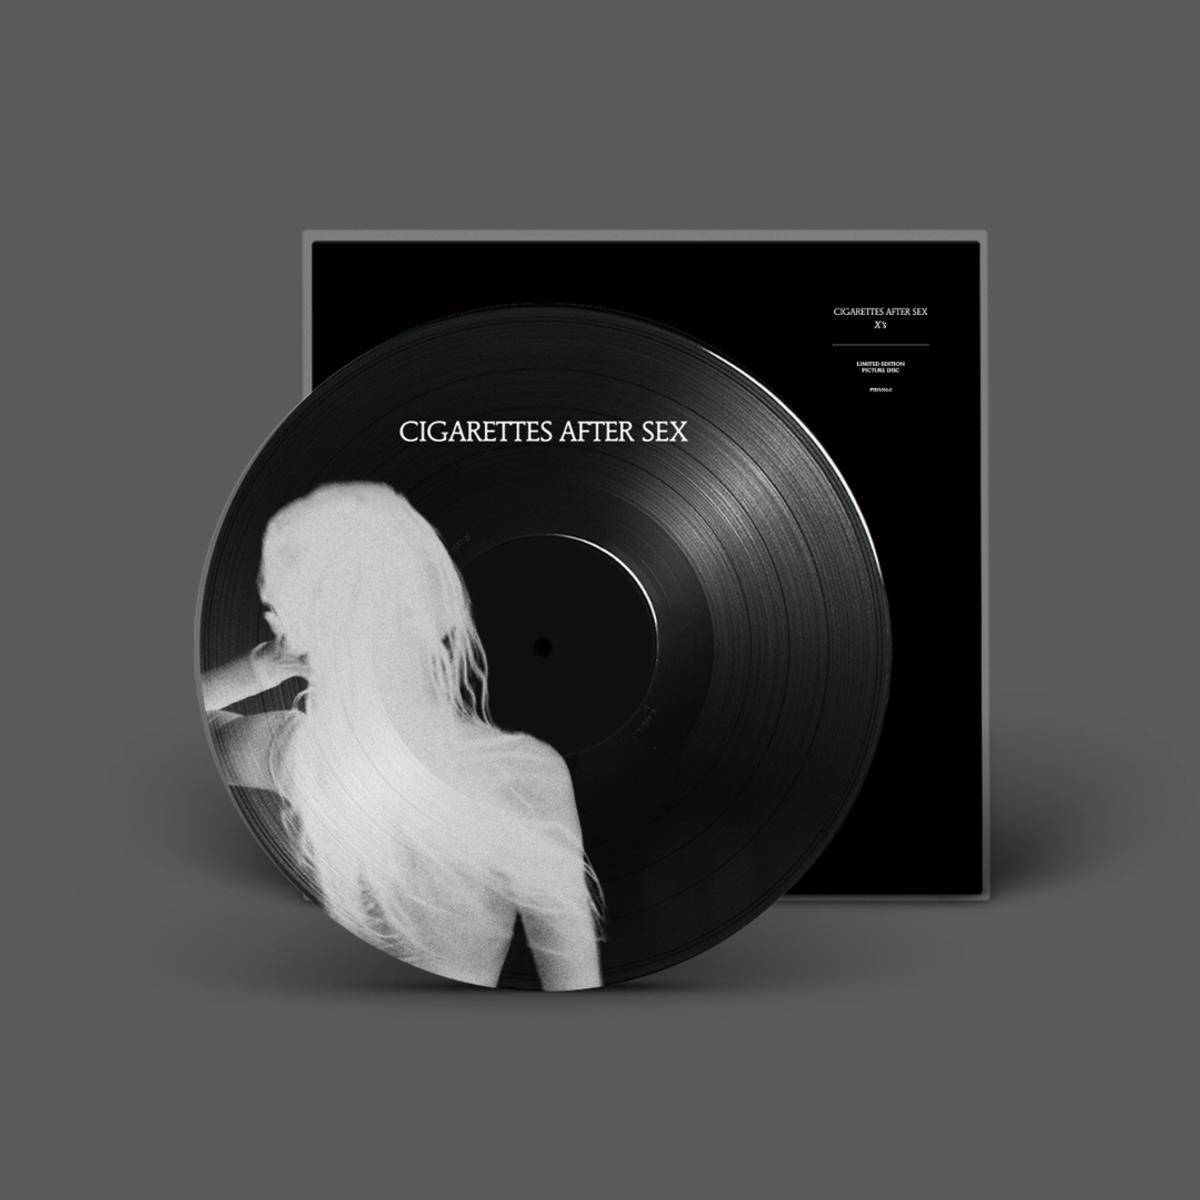 CIGARETTES AFTER SEX
CIGARETTES AFTER SEX
X's
LIMITED EDITION
PICTURE DISC